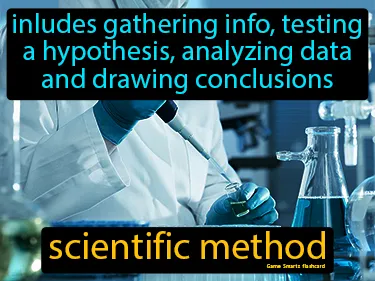 inludes gathering info, testing
a hypothesis, analyzing data
and drawing conclusions
scientific method
Game Smartz flashcard